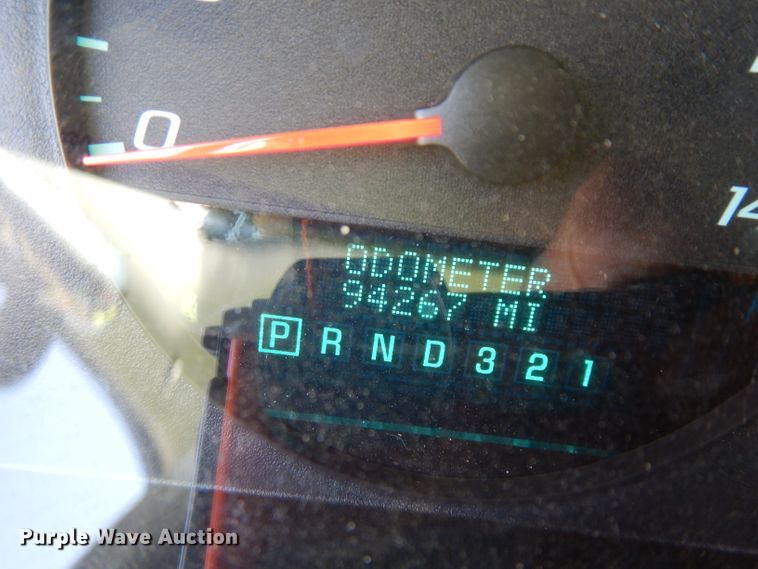 0
14
ODOMETER
94267 MI
P R N D 3 2 1
Purple Wave Auction